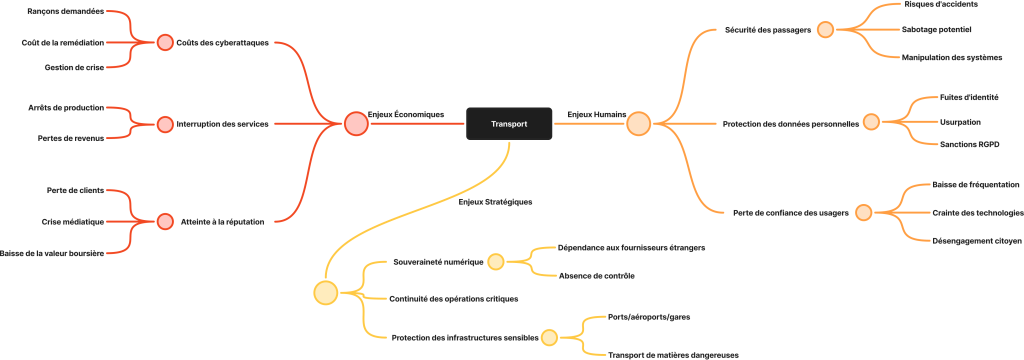 Transport
Enjeux Économiques
Coûts des cyberattaques
Rançons demandées
Coût de la remédiation
Gestion de crise
Interruption des services
Arrêts de production
Pertes de revenus
Atteinte à la réputation
Perte de clients
Crise médiatique
Baisse de la valeur boursière
Enjeux Humains
Sécurité des passagers
Risques d'accidents
Sabotage potentiel
Manipulation des systèmes
Protection des données personnelles
Fuites d'identité
Usurpation
Sanctions RGPD
Perte de confiance des usagers
Baisse de fréquentation
Crainte des technologies
Désengagement citoyen
Enjeux Stratégiques
Souveraineté numérique
Dépendance aux fournisseurs étrangers
Absence de contrôle
Continuité des opérations critiques
Protection des infrastructures sensibles
Ports/aéroports/gares
Transport de matières dangereuses